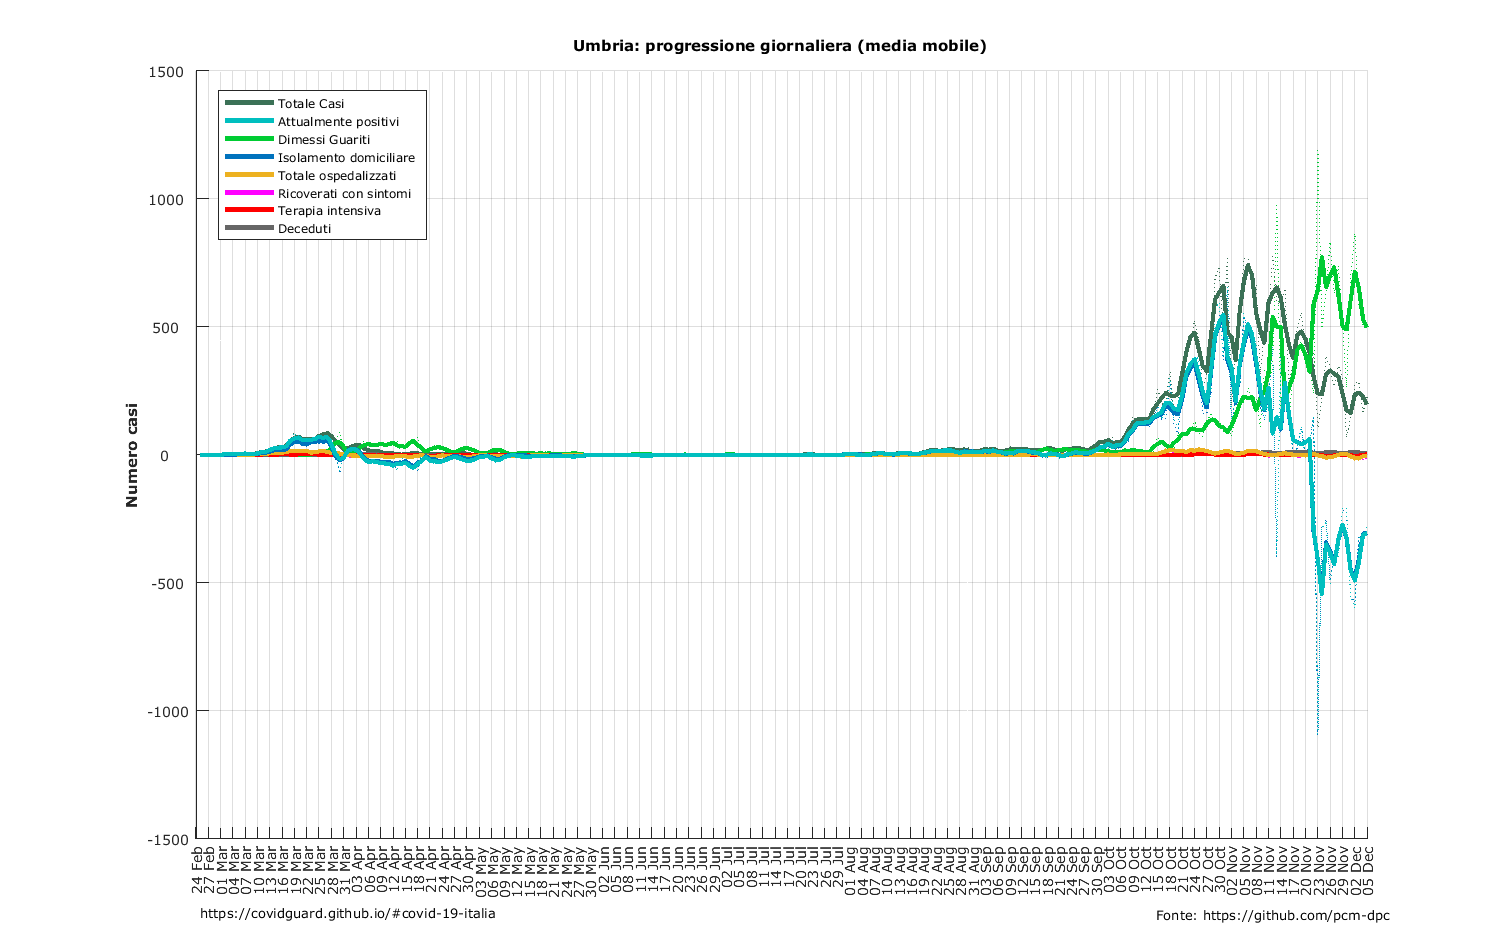 Umbria: progressione giornaliera (media mobile)
1500
1000
500
0
-500
-1000
-1500
Numero casi
Totale Casi
Attualmente positivi
Dimessi Guariti
Isolamento domiciliare
Totale ospedalizzati
Ricoverati con sintomi
Terapia intensiva
Deceduti
24 Feb
27 Feb
01 Mar
04 Mar
07 Mar
10 Mar
13 Mar
16 Mar
19 Mar
22 Mar
25 Mar
28 Mar
31 Mar
03 Apr
06 Apr
09 Apr
12 Apr
15 Apr
18 Apr
21 Apr
24 Apr
27 Apr
30 Apr
03 May
06 May
09 May
12 May
15 May
18 May
21 May
24 May
27 May
30 May
02 Jun
05 Jun
08 Jun
11 Jun
14 Jun
17 Jun
20 Jun
23 Jun
26 Jun
29 Jun
02 Jul
05 Jul
08 Jul
11 Jul
14 Jul
17 Jul
20 Jul
23 Jul
26 Jul
29 Jul
01 Aug
04 Aug
07 Aug
10 Aug
13 Aug
16 Aug
19 Aug
22 Aug
25 Aug
28 Aug
31 Aug
03 Sep
06 Sep
09 Sep
12 Sep
15 Sep
18 Sep
21 Sep
24 Sep
27 Sep
30 Sep
03 Oct
06 Oct
09 Oct
12 Oct
15 Oct
18 Oct
21 Oct
24 Oct
27 Oct
30 Oct
02 Nov
05 Nov
08 Nov
11 Nov
14 Nov
17 Nov
20 Nov
23 Nov
26 Nov
29 Nov
02 Dec
05 Dec
https://covidguard.github.io/#covid-19-italia
Fonte: https://github.com/pcm-dpc